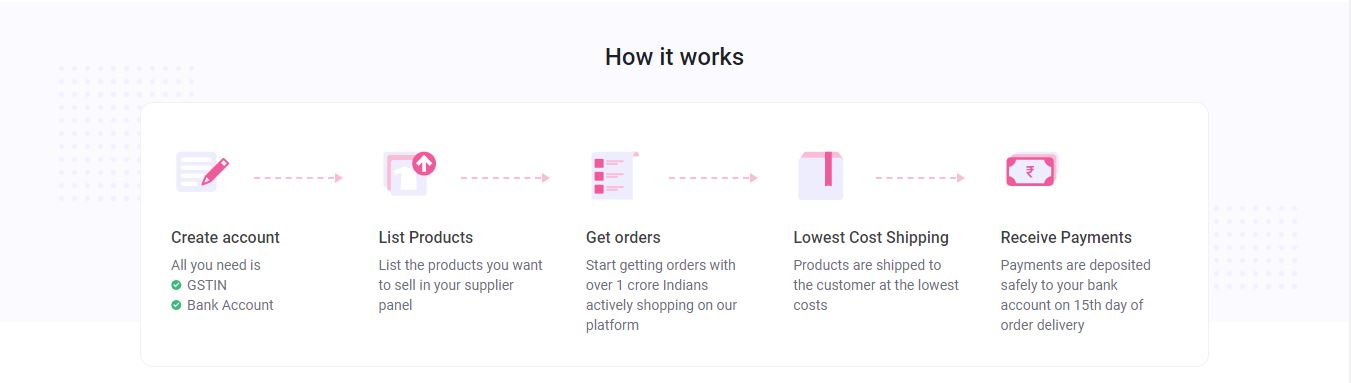 How it works
Create account
All you need is
GSTIN
Bank Account
List Products
List the products you want
to sell in your supplier
panel
Get orders
Start getting orders with
over 1 crore Indians
actively shopping on our
platform
Lowest Cost Shipping
Products are shipped to
the customer at the lowest
costs
₹
Receive Payments
Payments are deposited
safely to your bank
account on 15th day of
order delivery